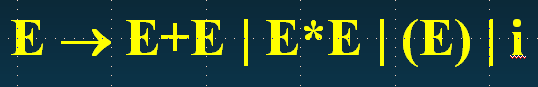 E → E+E | E*E | (E) | i